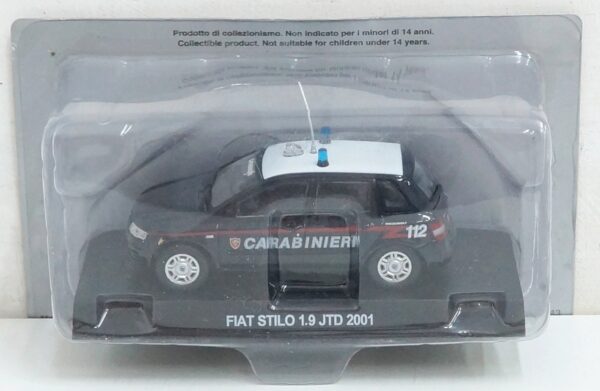 Prodotto di collezionismo. Non indicato per i minori di 14 anni.
Collectible product. Not suitable for children under 14 years.
CARABINIERI
112
FIAT STILO 1.9 JTD 2001